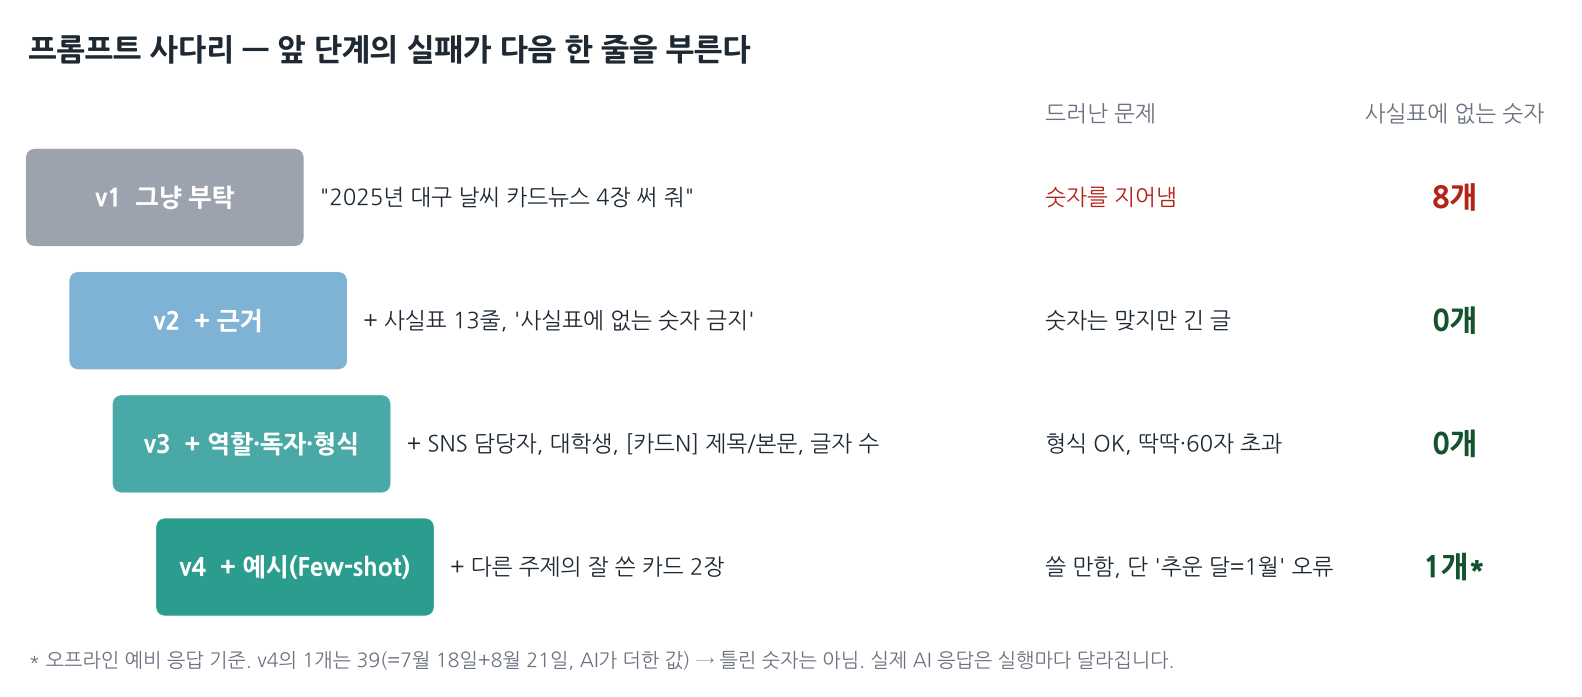 프롬프트 사다리 — 앞 단계의 실패가 다음 한 줄을 부른다
드러난 문제 사실표에 없는 숫자
v1 그냥 부탁 "2025년 대구 날씨 카드뉴스 4장 써 줘" 숫자를 지어냄 8개
v2 + 근거 + 사실표 13줄, '사실표에 없는 숫자 금지' 숫자는 맞지만 긴 글 0개
v3 + 역할·독자·형식 + SNS 담당자, 대학생, [카드N] 제목/본문, 글자 수 형식 OK, 딱딱·60자 초과 0개
v4 + 예시(Few-shot) + 다른 주제의 잘 쓴 카드 2장 쓸 만함, 단 '추운 달=1월' 오류 1개*
* 오프라인 예비 응답 기준. v4의 1개는 39(=7월 18일+8월 21일, AI가 더한 값) → 틀린 숫자는 아님. 실제 AI 응답은 실행마다 달라집니다.